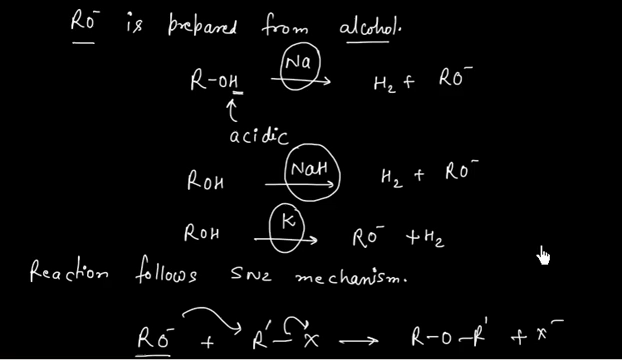 RO⁻ is prepared from alcohol.
R-OH —Na→ H₂ + RO⁻
↑
acidic
ROH —NaH→ H₂ + RO⁻
ROH —K→ RO⁻ + H₂
Reaction follows SN2 mechanism.
RO⁻ + R'-X → R-O-R' + X⁻